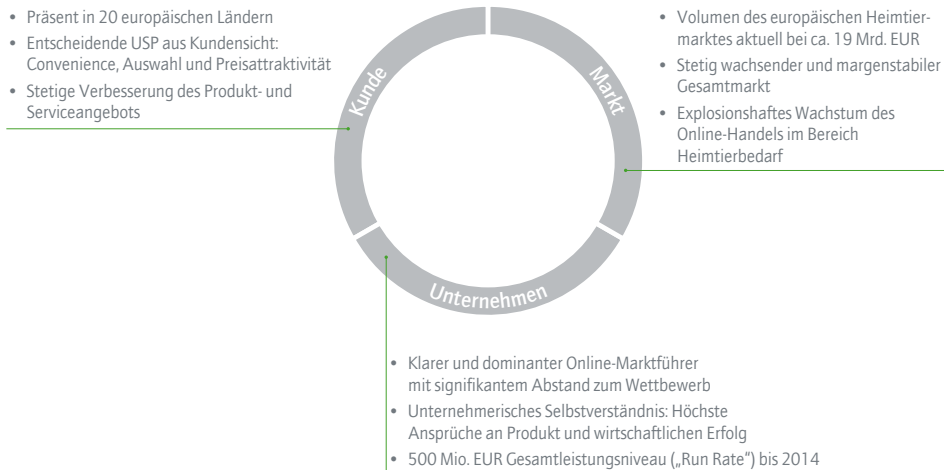 • Präsent in 20 europäischen Ländern
• Entscheidende USP aus Kundensicht:
Convenience, Auswahl und Preisattraktivität
• Stetige Verbesserung des Produkt- und
Serviceangebots
Kunde
Markt
• Volumen des europäischen Heimtier-
marktes aktuell bei ca. 19 Mrd. EUR
• Stetig wachsender und margenstabiler
Gesamtmarkt
• Explosionshaftes Wachstum des
Online-Handels im Bereich
Heimtierbedarf
Unternehmen
• Klarer und dominanter Online-Marktführer
mit signifikantem Abstand zum Wettbewerb
• Unternehmerisches Selbstverständnis: Höchste
Ansprüche an Produkt und wirtschaftlichen Erfolg
• 500 Mio. EUR Gesamtleistungsniveau („Run Rate“) bis 2014